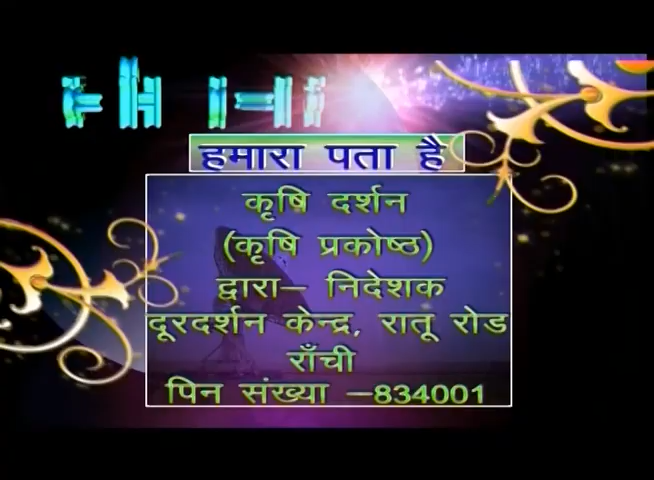 हमारा पता है
कृषि दर्शन
(कृषि प्रकोष्ठ)
द्वारा– निदेशक
दूरदर्शन केन्द्र, रातू रोड
राँची
पिन संख्या –834001